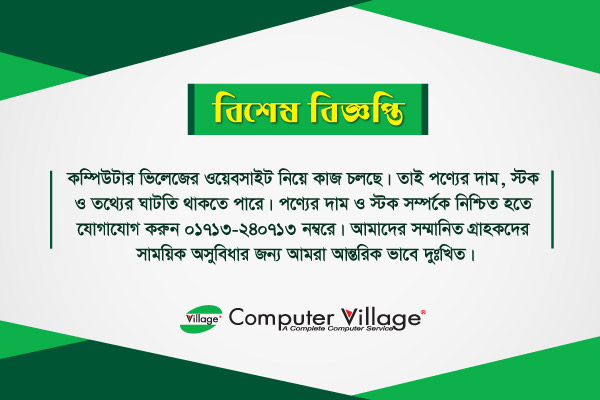 বিশেষ বিজ্ঞপ্তি
কম্পিউটার ভিলেজের ওয়েবসাইট নিয়ে কাজ চলছে। তাই পণ্যের দাম, স্টক
ও তথ্যের ঘাটতি থাকতে পারে। পণ্যের দাম ও স্টক সম্পর্কে নিশ্চিত হতে
যোগাযোগ করুন ০১৭১৩-২৪০৭১৩ নম্বরে। আমাদের সম্মানিত গ্রাহকদের
সাময়িক অসুবিধার জন্য আমরা আন্তরিক ভাবে দুঃখিত।
Village® Computer Village®
A Complete Computer Service